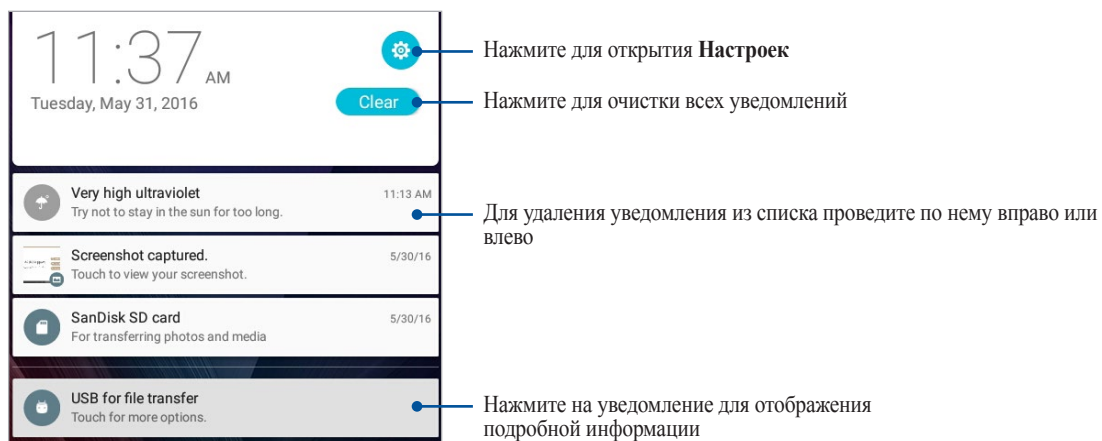 11:37 AM
Tuesday, May 31, 2016
Clear
Нажмите для открытия Настроек
Нажмите для очистки всех уведомлений
Very high ultraviolet
11:13 AM
Try not to stay in the sun for too long.
Для удаления уведомления из списка проведите по нему вправо или
влево
Screenshot captured.
5/30/16
Touch to view your screenshot.
SanDisk SD card
5/30/16
For transferring photos and media
USB for file transfer
Touch for more options.
Нажмите на уведомление для отображения
подробной информации